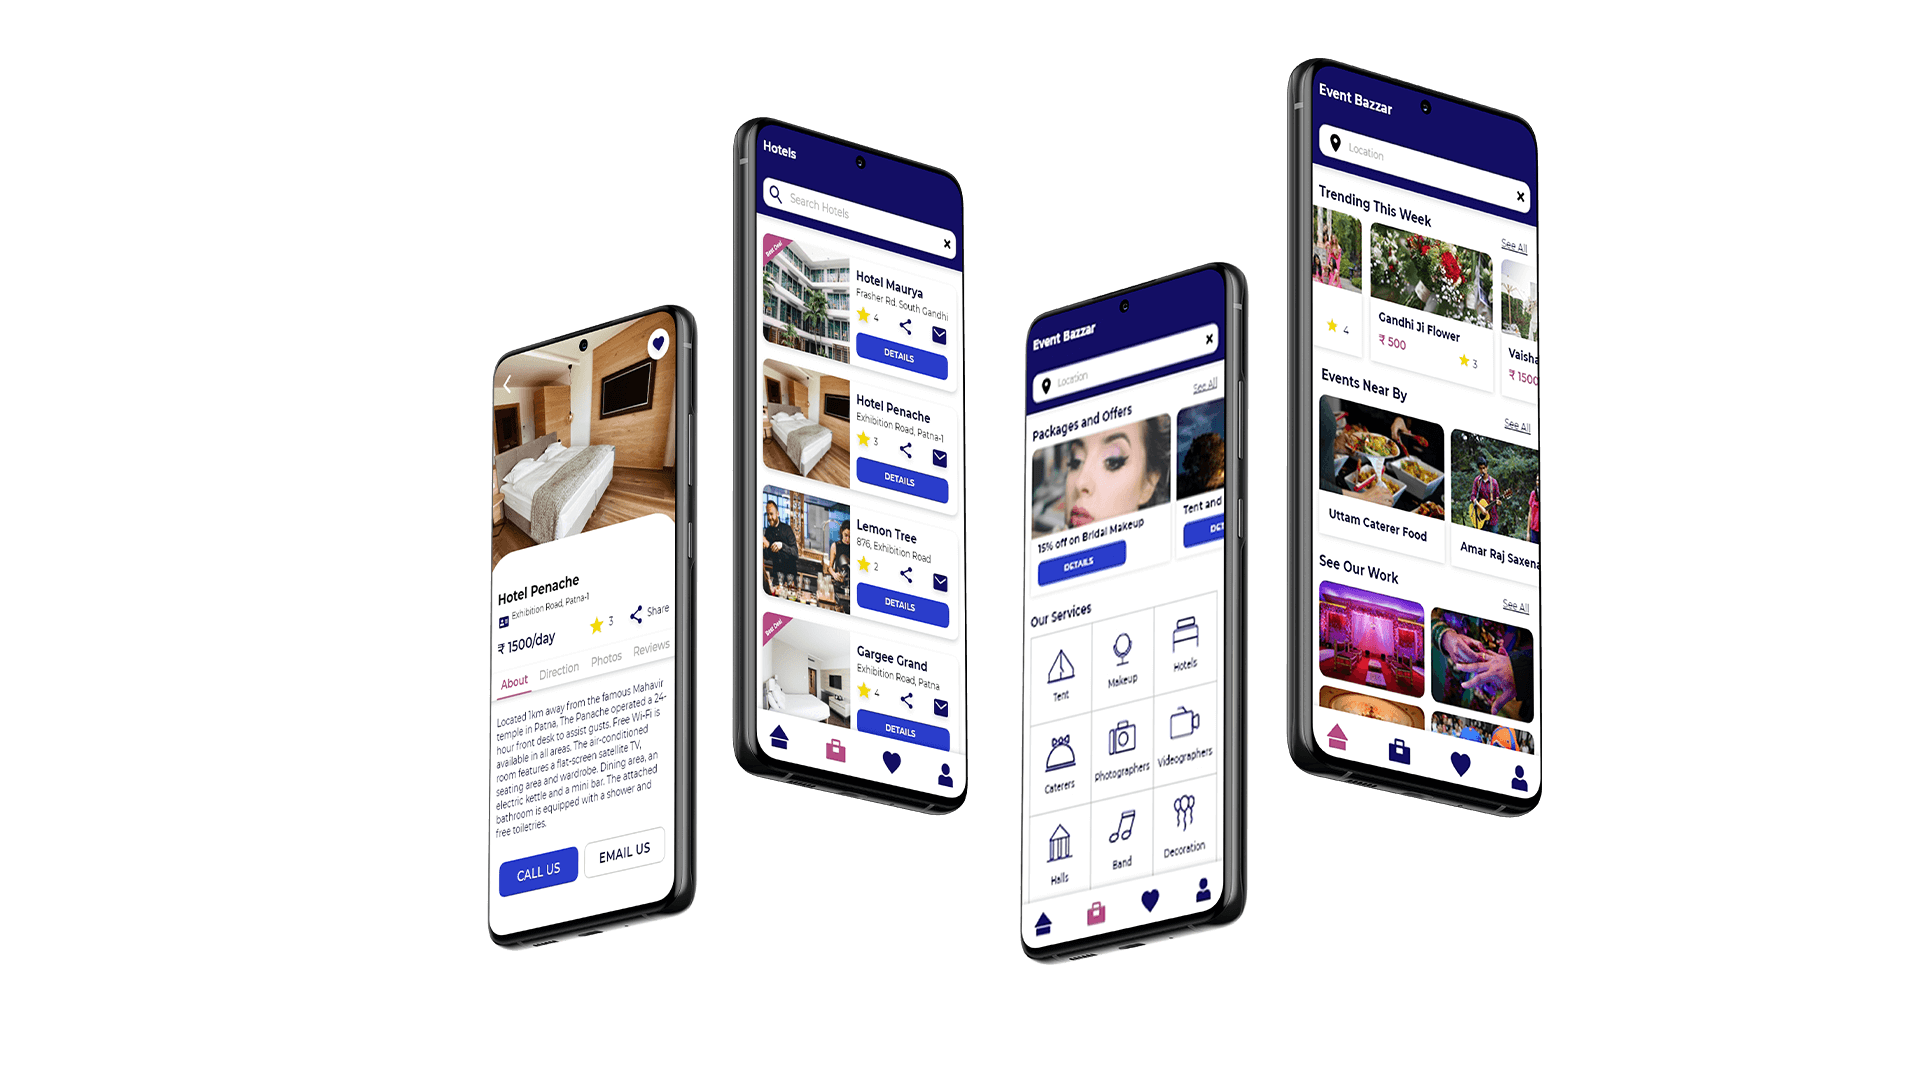 Hotel Penache
Exhibition Road, Patna-1
₹ 1500/day
3
Share
About
Direction
Photos
Reviews
Located 1km away from the famous Mahavir
temple in Patna, The Panache operated a 24-
hour front desk to assist gusts. Free Wi-Fi is
available in all areas. The air-conditioned
room features a flat-screen satellite TV,
seating area and wardrobe. Dining area, an
electric kettle and a mini bar. The attached
bathroom is equipped with a shower and
free toiletries.
CALL US
EMAIL US
Hotels
Search Hotels
Best Deal
Hotel Maurya
Frasher Rd. South Gandhi
4
DETAILS
Hotel Penache
Exhibition Road, Patna-1
3
DETAILS
Lemon Tree
876, Exhibition Road
2
DETAILS
Best Deal
Gargee Grand
Exhibition Road, Patna
4
DETAILS
Event Bazzar
Location
See All
Packages and Offers
15% off on Bridal Makeup
DETAILS
Tent and
DET
Our Services
Tent
Makeup
Hotels
Caterers
Photographers
Videographers
Halls
Band
Decoration
Event Bazzar
Location
Trending This Week
See All
4
Gandhi Ji Flower
₹ 500
3
Vaisha
₹ 1500
Events Near By
See All
Uttam Caterer Food
Amar Raj Saxena
See Our Work
See All